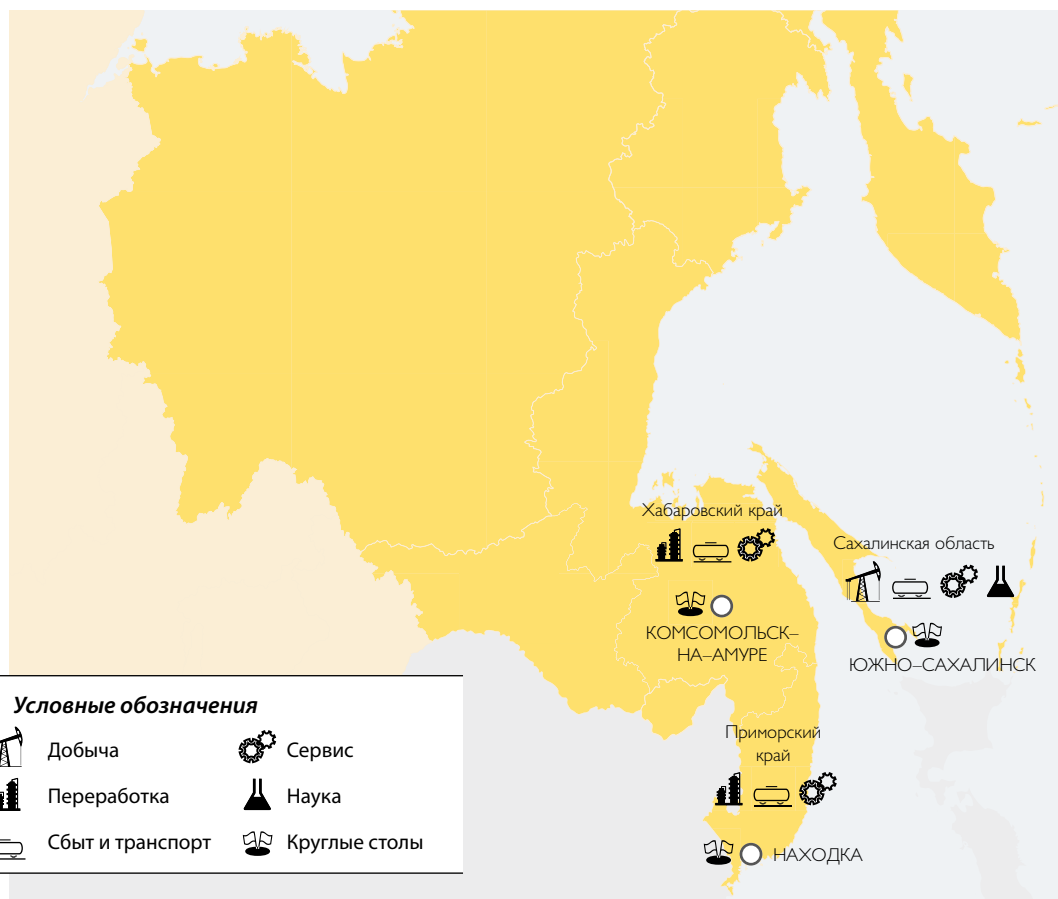 Хабаровский край
Сахалинская область
КОМСОМОЛЬСК–
НА–АМУРЕ
ЮЖНО–САХАЛИНСК
Приморский
край
НАХОДКА
Условные обозначения
Добыча
Сервис
Переработка
Наука
Сбыт и транспорт
Круглые столы